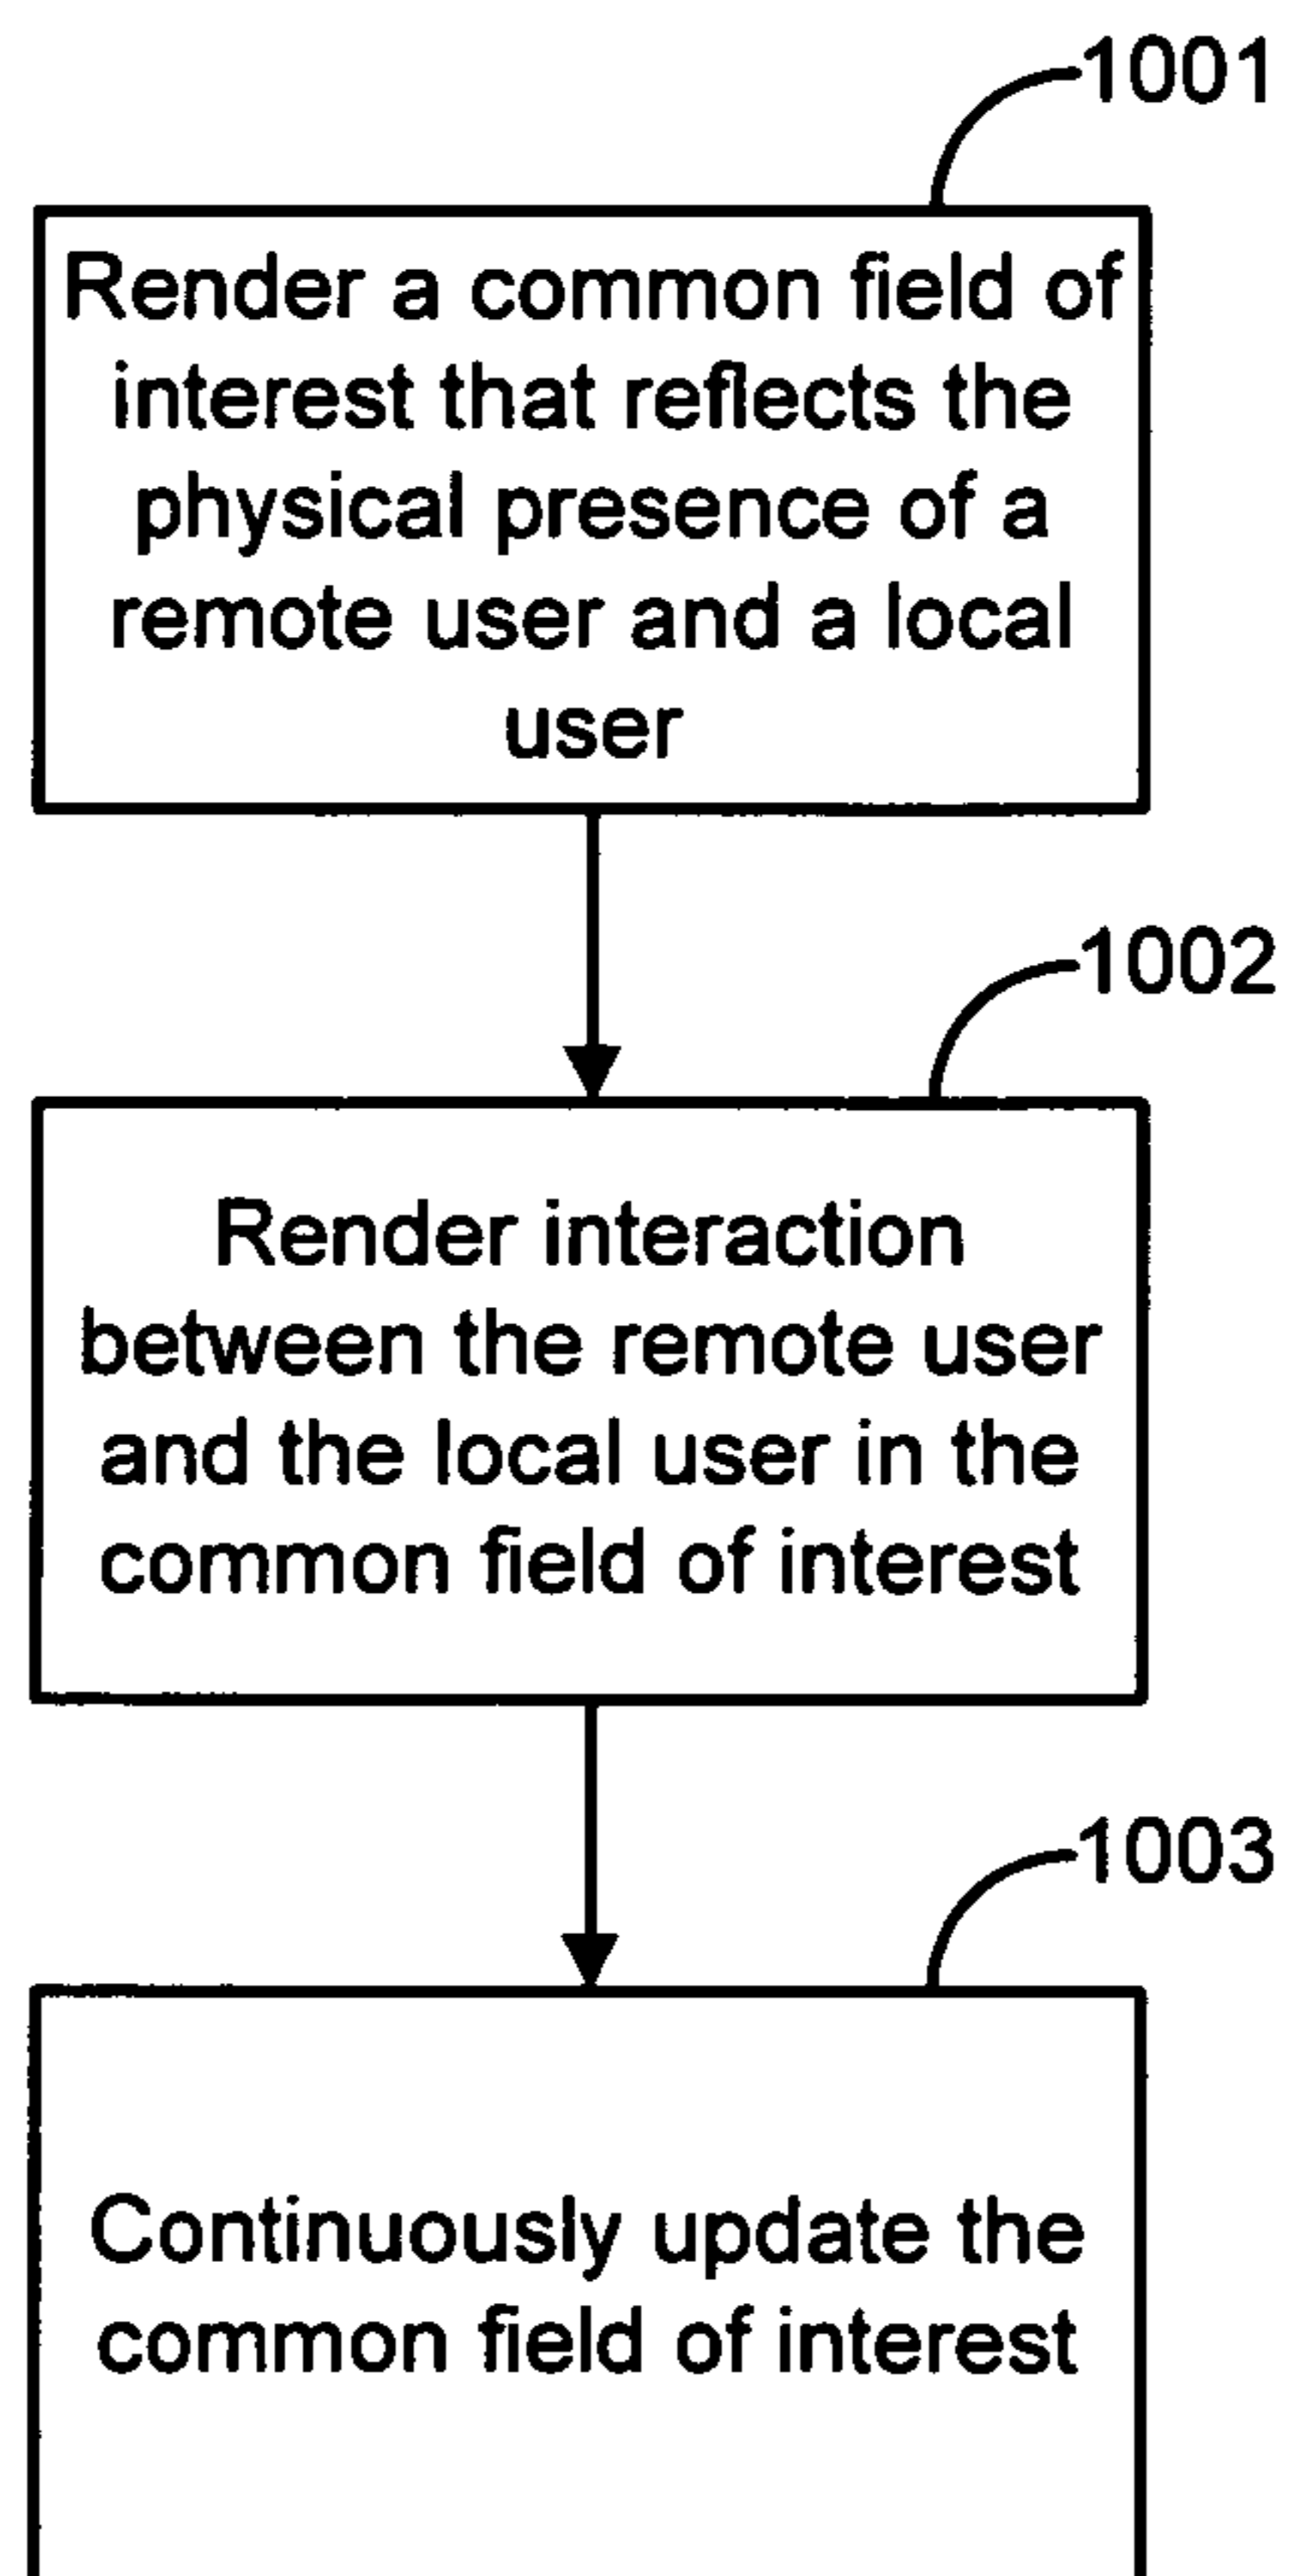 1001
Render a common field of
interest that reflects the
physical presence of a
remote user and a local
user
1002
Render interaction
between the remote user
and the local user in the
common field of interest
1003
Continuously update the
common field of interest